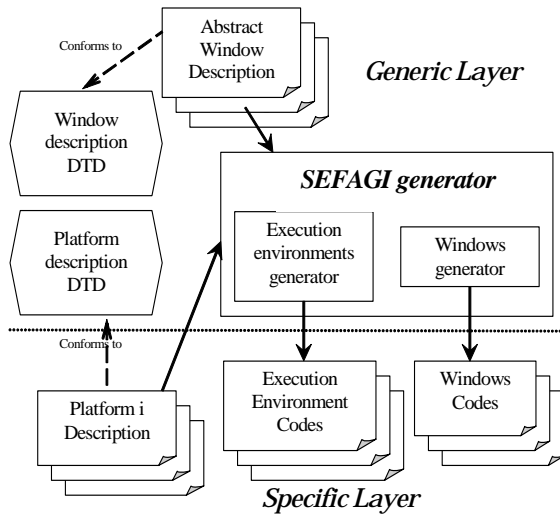 Abstract
Window
Description
Conforms to
Generic Layer
Window
description
DTD
SEFAGI generator
Platform
description
DTD
Execution
environments
generator
Windows
generator
Conforms to
Platform i
Description
Execution
Environment
Codes
Windows
Codes
Specific Layer